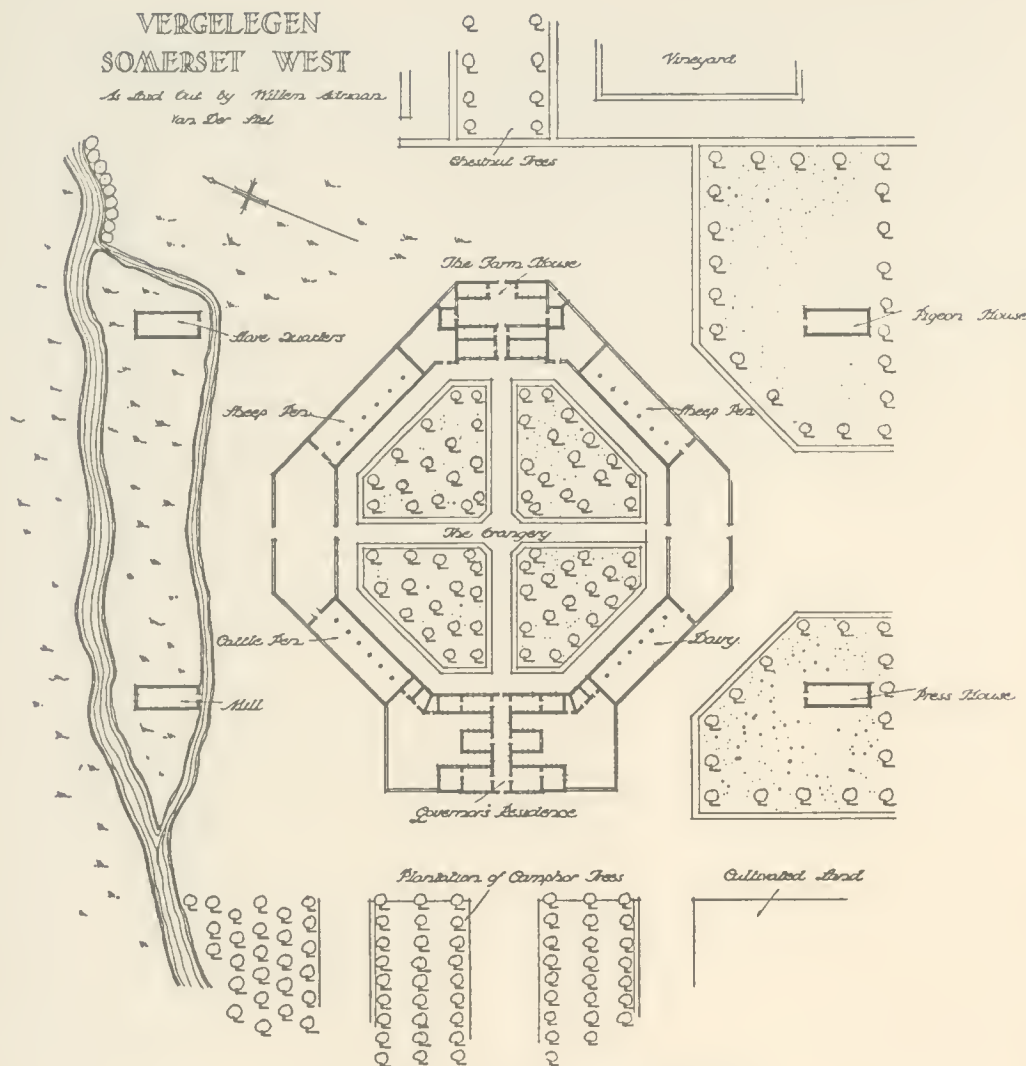 VERGELEGEN
SOMERSET WEST
As Laid Out by Willem Adriaan
Van Der Stel
Vineyard
Chestnut Trees
The Farm House
Slave Quarters
Pigeon House
Sheep Pen
Sheep Pen
The Orangery
Cattle Pen
Dairy.
Mill
Press House
Governor's Residence
Plantation of Camphor Trees
Cultivated Land